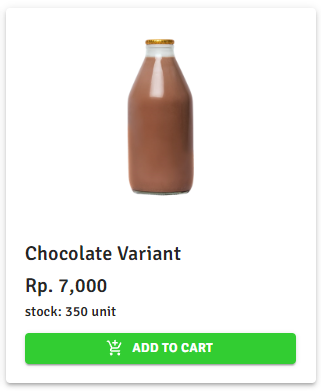 Chocolate Variant
Rp. 7,000
stock: 350 unit
ADD TO CART